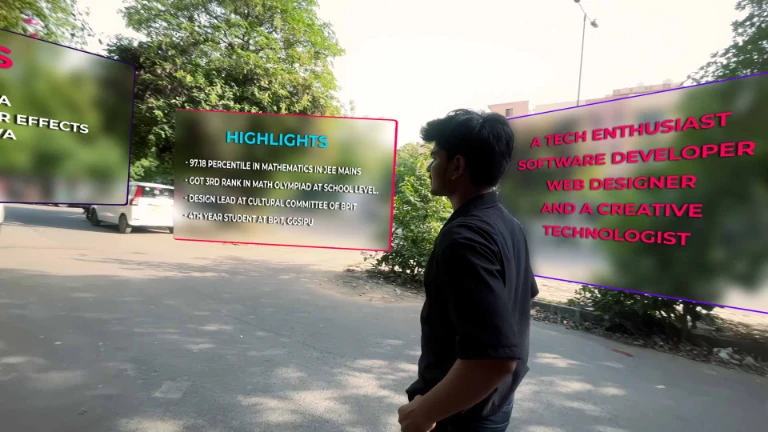 S
A
R EFFECTS
VA
HIGHLIGHTS
• 97.18 PERCENTILE IN MATHEMATICS IN JEE MAINS
• GOT 3RD RANK IN MATH OLYMPIAD AT SCHOOL LEVEL.
• DESIGN LEAD AT CULTURAL COMMITTEE OF BPIT
• 4TH YEAR STUDENT AT BPIT, GGSIPU
A TECH ENTHUSIAST
SOFTWARE DEVELOPER
WEB DESIGNER
AND A CREATIVE
TECHNOLOGIST